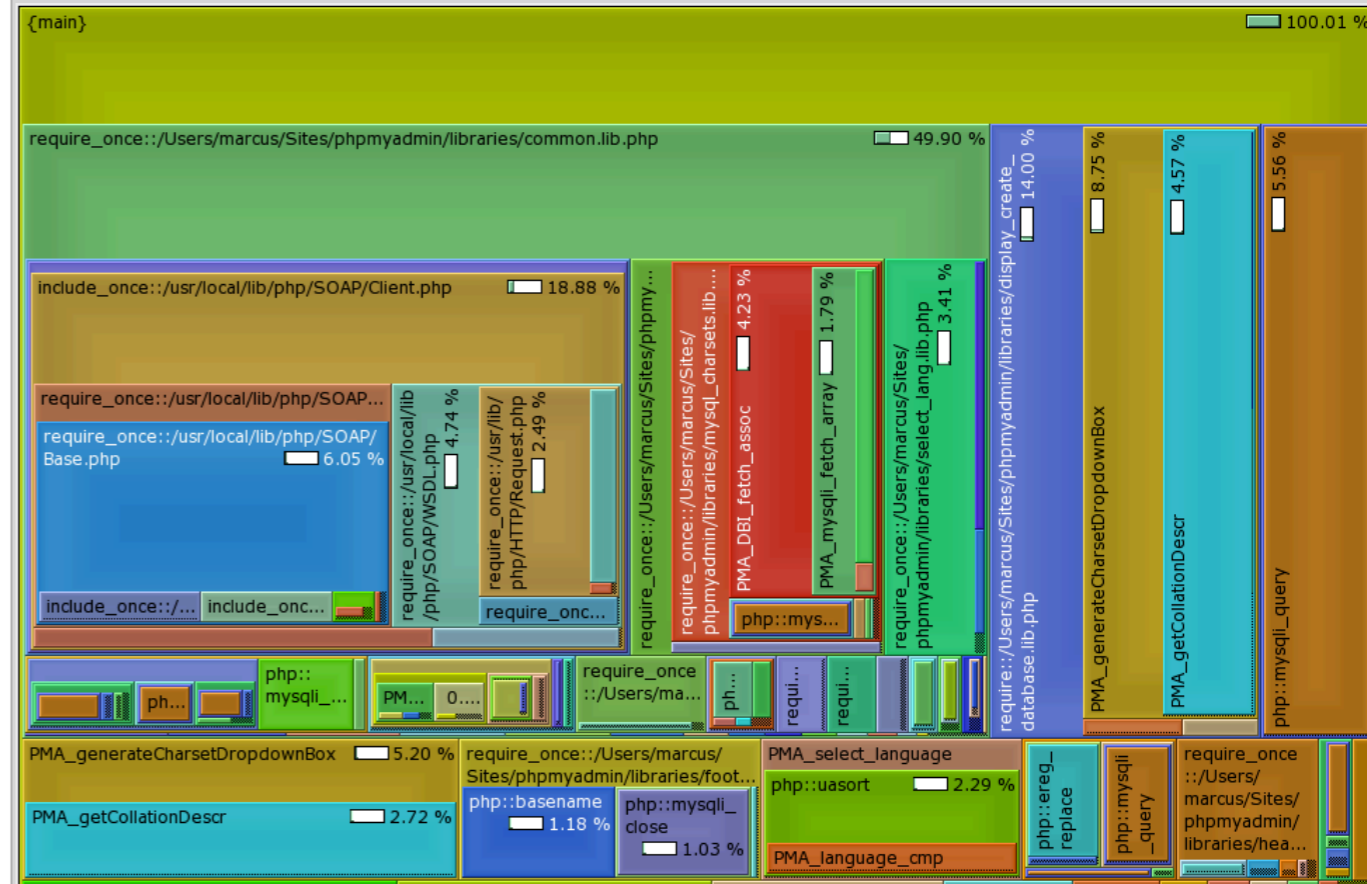 {main}
100.01 %
require_once::/Users/marcus/Sites/phpmyadmin/libraries/common.lib.php
49.90 %
include_once::/usr/local/lib/php/SOAP/Client.php
18.88 %
require_once::/usr/local/lib/php/SOAP...
require_once::/usr/local/lib/php/SOAP/
Base.php
6.05 %
include_once::/...
include_onc...
require_once::/usr/local/lib
/php/SOAP/WSDL.php
4.74 %
require_once::/usr/lib/
php/HTTP/Request.php
2.49 %
require_onc...
require_once::/Users/marcus/Sites/phpmy...
require_once::/Users/marcus/Sites/
phpmyadmin/libraries/mysql_charsets.lib....
PMA_DBI_fetch_assoc
4.23 %
PMA_mysqli_fetch_array
1.79 %
php::mys...
require_once::/Users/marcus/Sites/
phpmyadmin/libraries/select_lang.lib.php
3.41 %
require::/Users/marcus/Sites/phpmyadmin/libraries/display_create_
database.lib.php
14.00 %
PMA_generateCharsetDropdownBox
8.75 %
PMA_getCollationDescr
4.57 %
php::mysqli_query
5.56 %
ph...
php::
mysqli_...
PM...
0....
require_once
::/Users/ma...
ph...
requi...
requi...
PMA_generateCharsetDropdownBox
5.20 %
PMA_getCollationDescr
2.72 %
require_once::/Users/marcus/
Sites/phpmyadmin/libraries/foot...
php::basename
1.18 %
php::mysqli_
close
1.03 %
PMA_select_language
php::uasort
2.29 %
PMA_language_cmp
php::ereg_
replace
php::mysqli
_query
require_once
::/Users/
marcus/Sites/
phpmyadmin/
libraries/hea...